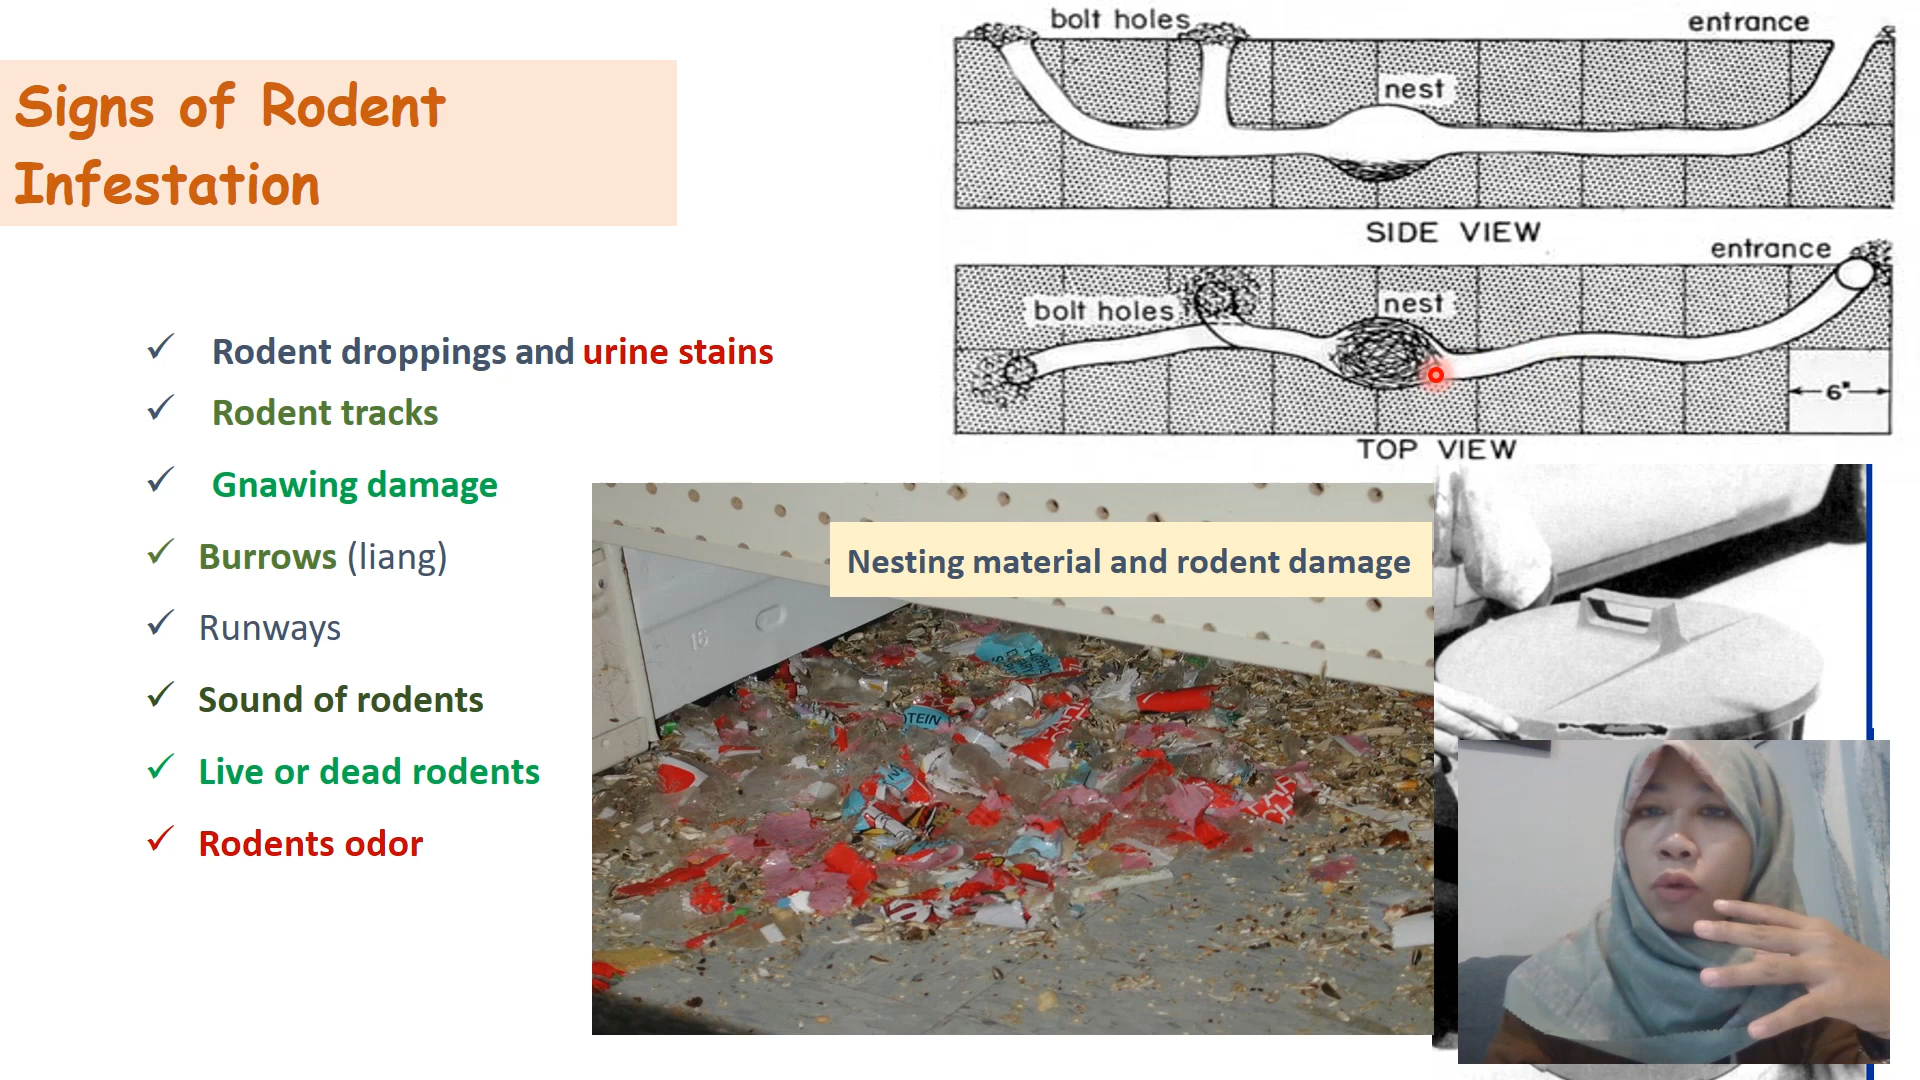 Signs of Rodent
Infestation
✓ Rodent droppings and urine stains
✓ Rodent tracks
✓ Gnawing damage
✓ Burrows (liang)
✓ Runways
✓ Sound of rodents
✓ Live or dead rodents
✓ Rodents odor
bolt holes
entrance
nest
SIDE VIEW
entrance
bolt holes
nest
6"
TOP VIEW
Nesting material and rodent damage
TEIN